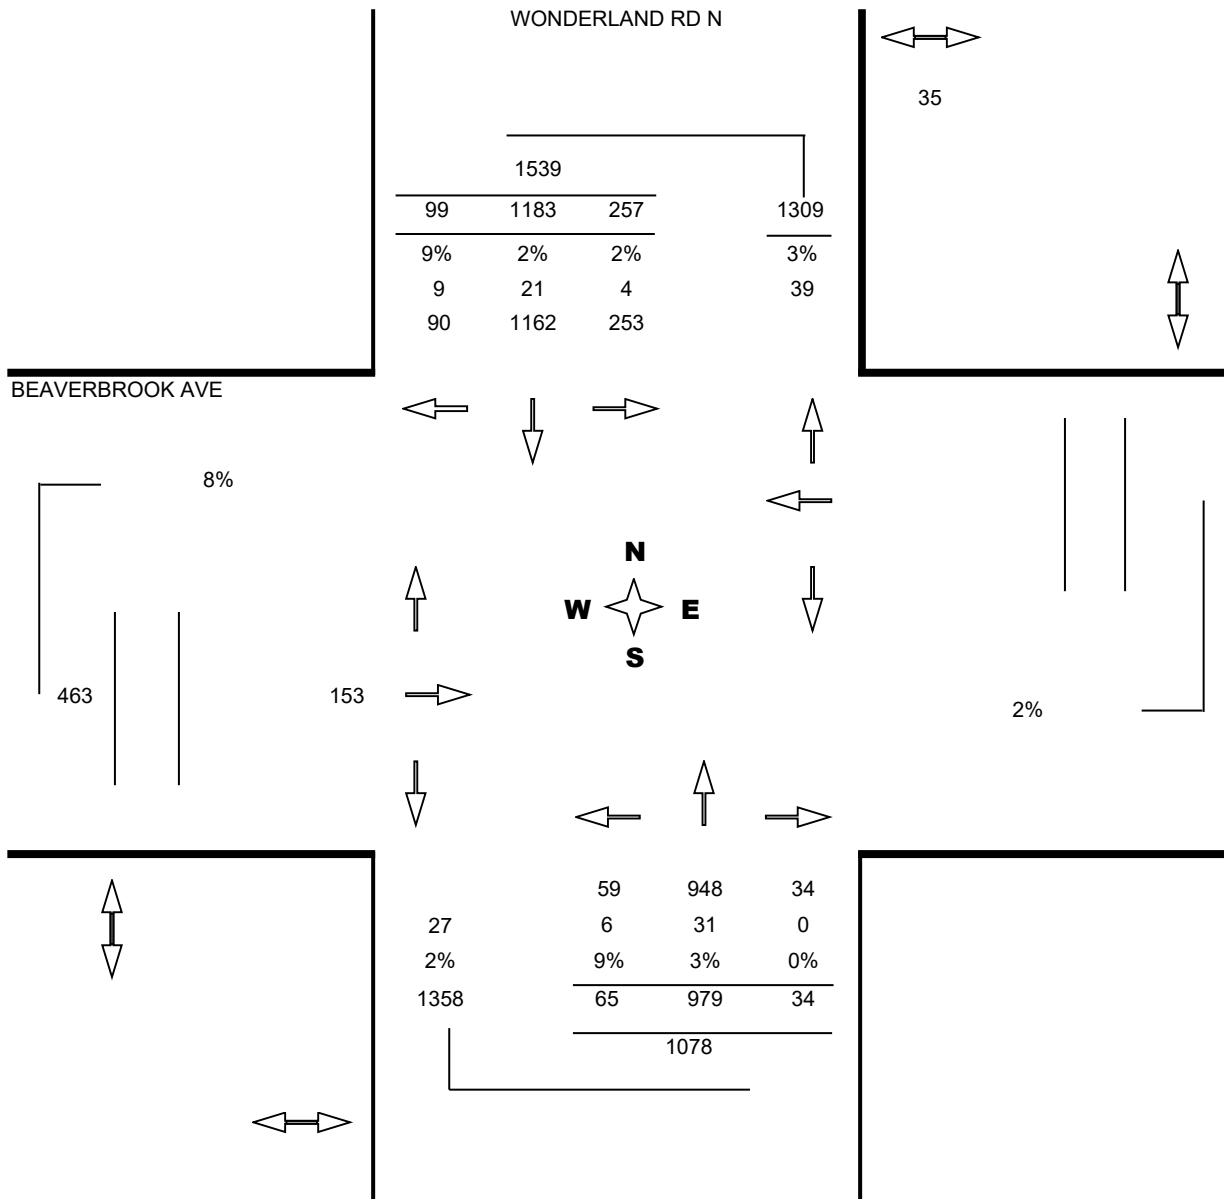 WONDERLAND RD N
35
1539
99 1183 257 1309
9% 2% 2% 3%
9 21 4 39
90 1162 253
BEAVERBROOK AVE
8%
N
W E
S
463 153
2%
59 948 34
27 6 31 0
2% 9% 3% 0%
1358 65 979 34
1078